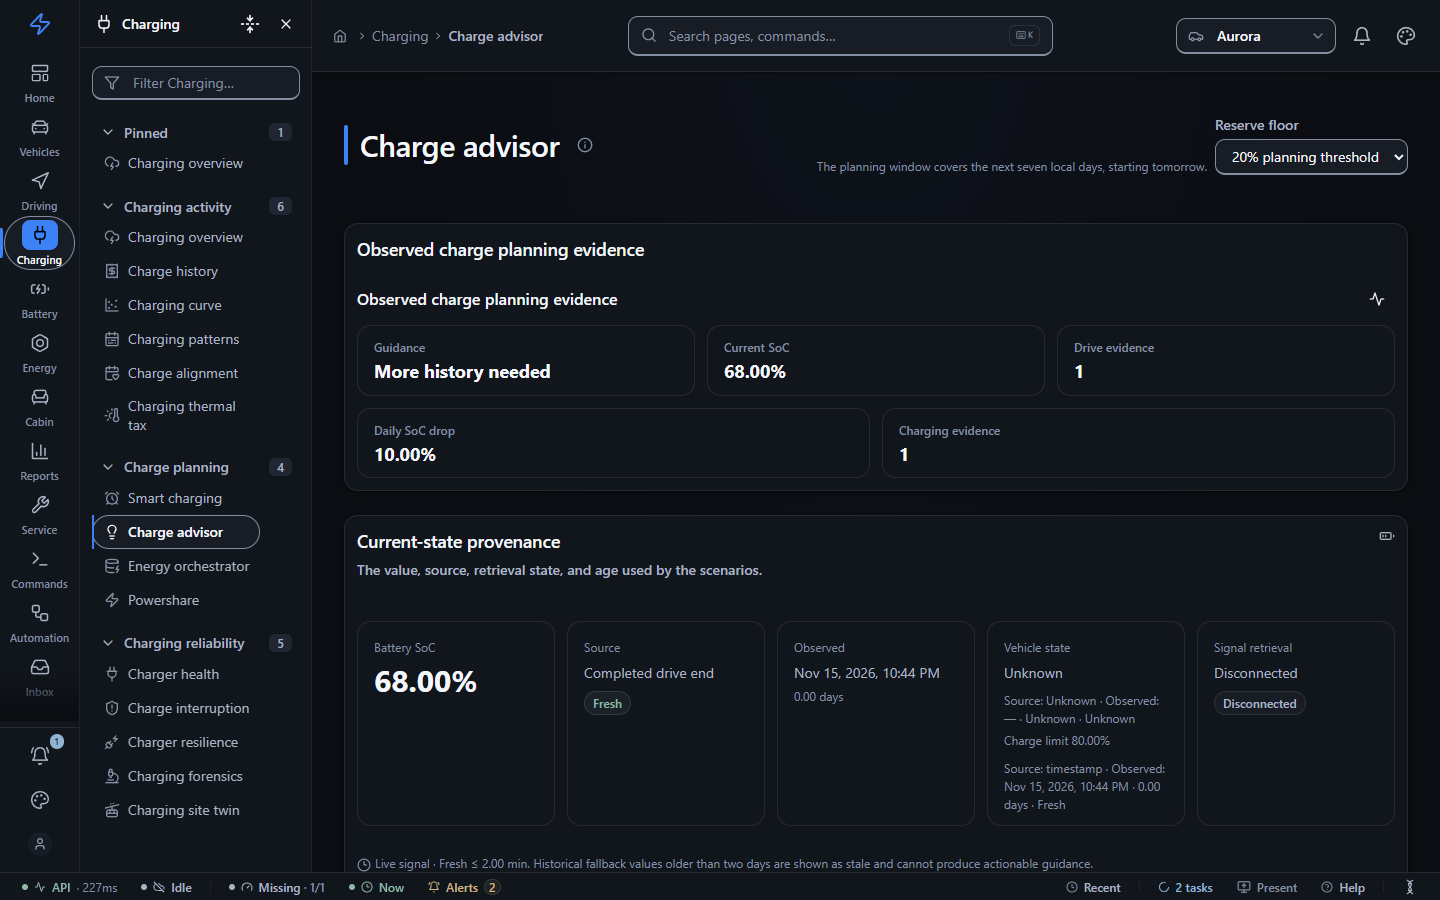 Home
Vehicles
Driving
Charging
Battery
Energy
Cabin
Reports
Service
Commands
Automation
Inbox
1
Charging
Filter Charging...
Pinned 1
Charging overview
Charging activity 6
Charging overview
Charge history
Charging curve
Charging patterns
Charge alignment
Charging thermal
tax
Charge planning 4
Smart charging
Charge advisor
Energy orchestrator
Powershare
Charging reliability 5
Charger health
Charge interruption
Charger resilience
Charging forensics
Charging site twin
Charging › Charge advisor
Search pages, commands... K
Aurora
Charge advisor
The planning window covers the next seven local days, starting tomorrow.
Reserve floor
20% planning threshold
Observed charge planning evidence
Observed charge planning evidence
Guidance
More history needed
Current SoC
68.00%
Drive evidence
1
Daily SoC drop
10.00%
Charging evidence
1
Current-state provenance
The value, source, retrieval state, and age used by the scenarios.
Battery SoC
68.00%
Source
Completed drive end
Fresh
Observed
Nov 15, 2026, 10:44 PM
0.00 days
Vehicle state
Unknown
Source: Unknown · Observed:
— · Unknown · Unknown
Charge limit 80.00%
Source: timestamp · Observed:
Nov 15, 2026, 10:44 PM · 0.00
days · Fresh
Signal retrieval
Disconnected
Disconnected
Live signal · Fresh ≤ 2.00 min. Historical fallback values older than two days are shown as stale and cannot produce actionable guidance.
API · 227ms
Idle
Missing · 1/1
Now
Alerts 2
Recent
2 tasks
Present
Help